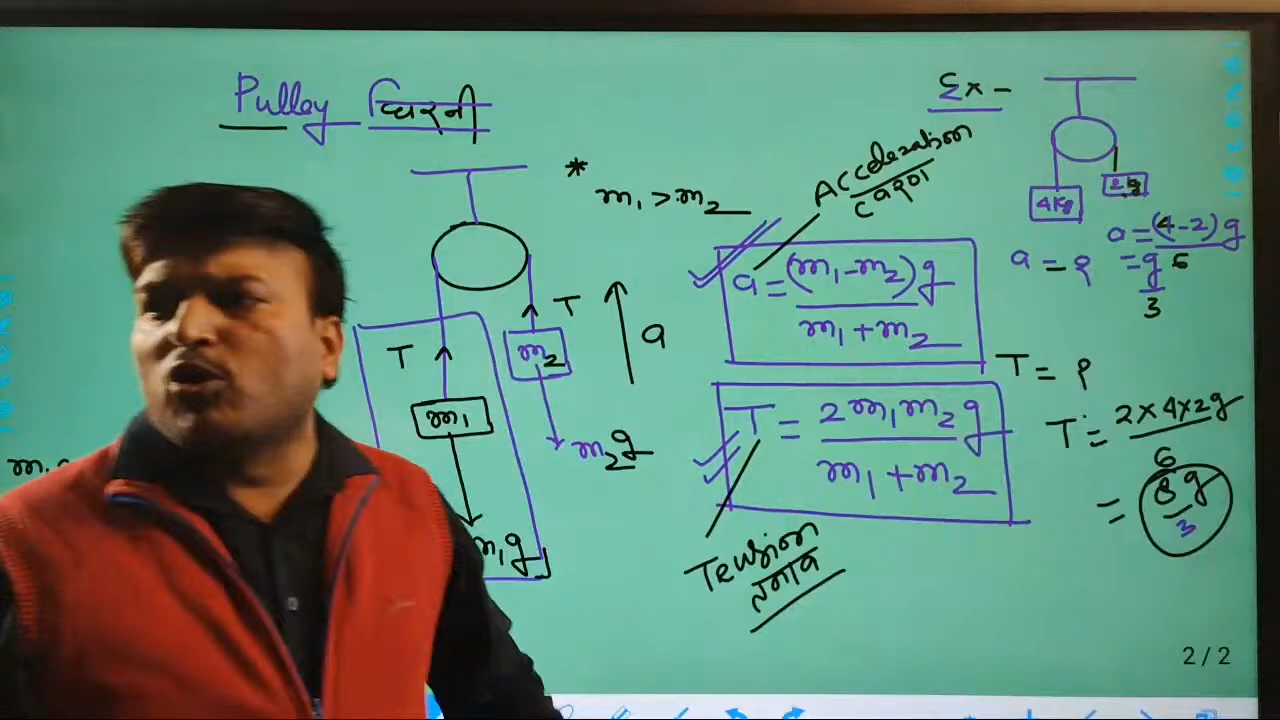 Pulley घिरनी
* m₁ > m₂
T
T
a
m₁
m₂
m₂g
m₁g
Acceleration
त्वरण
a = (m₁-m₂)g / m₁+m₂
T = 2m₁m₂g / m₁+m₂
Tension
तनाव
Ex -
4kg
2kg
a = ?
a = (4-2)g / 6
= g / 3
T = ?
T = 2×4×2g / 6
= 8g / 3
2 / 2